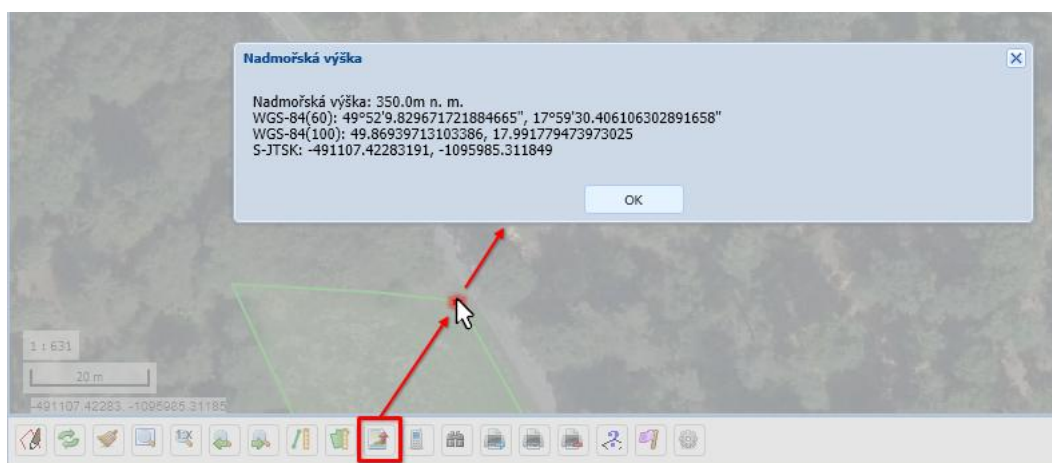 Nadmořská výška
Nadmořská výška: 350.0m n. m.
WGS-84(60): 49°52'9.829671721884665", 17°59'30.406106302891658"
WGS-84(100): 49.86939713103386, 17.991779473973025
S-JTSK: -491107.42283191, -1095985.311849
OK
1 : 631
20 m
-491107.42283, -1095985.31185